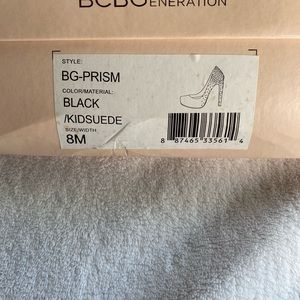 BCBGENERATION
STYLE:
BG-PRISM
COLOR/MATERIAL:
BLACK
/KIDSUEDE
SIZE/WIDTH:
8M
8 87465 33561 4